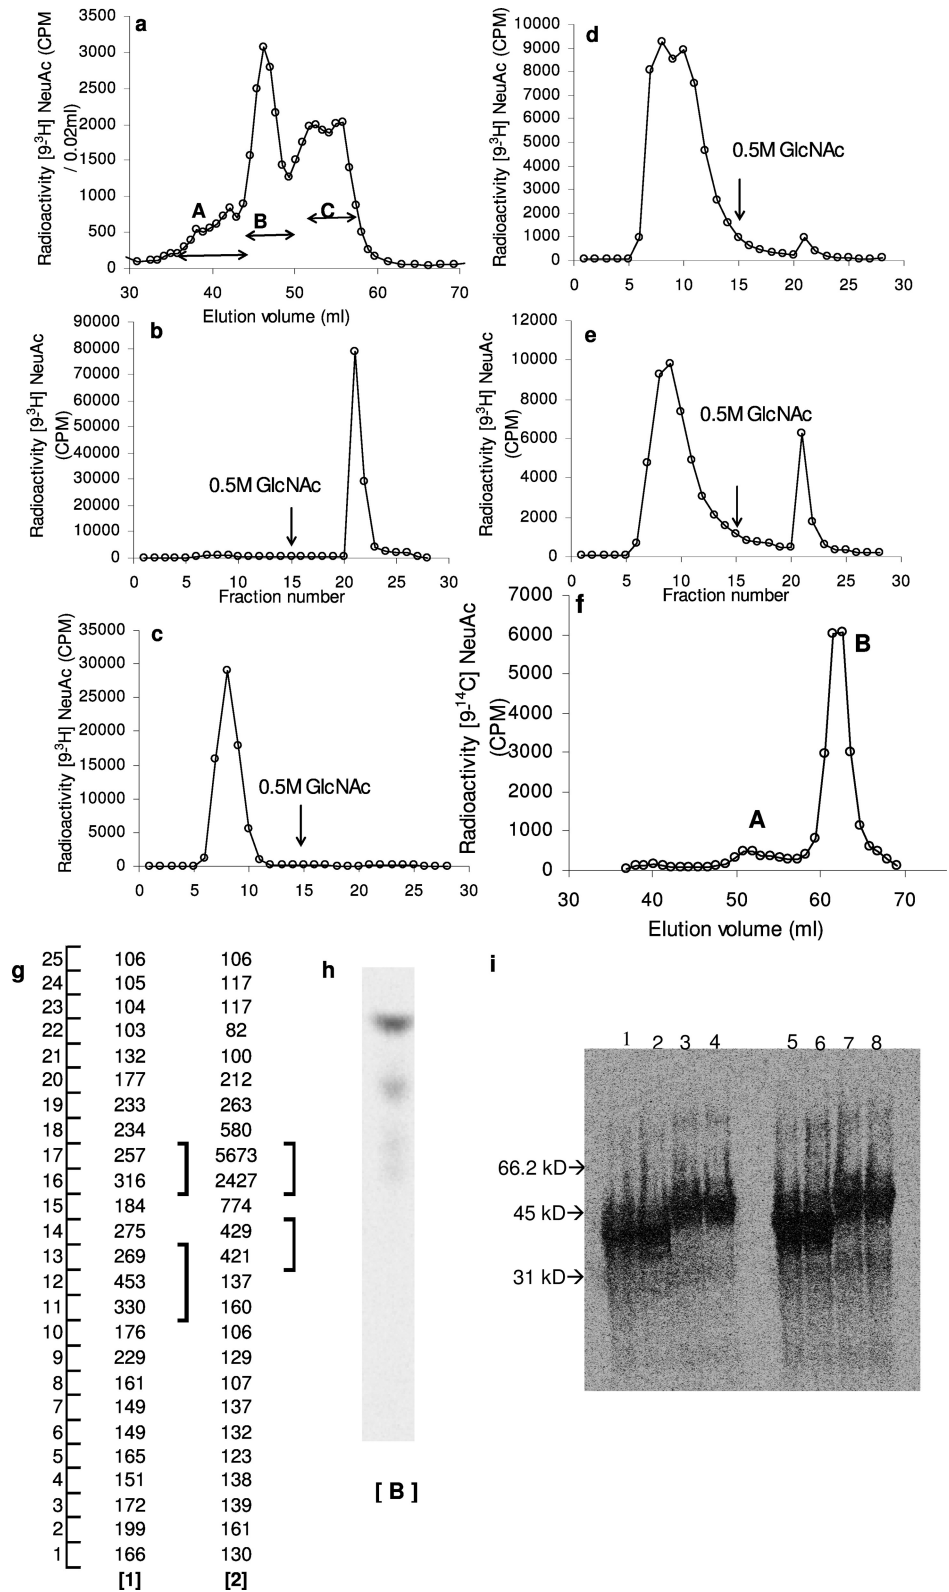 a
3500
3000
2500
2000
1500
1000
500
0
Radioactivity [9-³H] NeuAc (CPM
/ 0.02ml)
A
B
C
30 40 50 60 70
Elution volume (ml)
d
10000
9000
8000
7000
6000
5000
4000
3000
2000
1000
0
Radioactivity [9-³H] NeuAc (CPM)
0.5M GlcNAc
0 5 10 15 20 25 30
b
90000
80000
70000
60000
50000
40000
30000
20000
10000
0
Radioactivity [9-³H] NeuAc
(CPM)
0.5M GlcNAc
0 5 10 15 20 25 30
Fraction number
e
12000
10000
8000
6000
4000
2000
0
Radioactivity [9-³H] NeuAc
(CPM)
0.5M GlcNAc
0 5 10 15 20 25 30
Fraction number
c
35000
30000
25000
20000
15000
10000
5000
0
Radioactivity [9-³H] NeuAc (CPM)
0.5M GlcNAc
0 5 10 15 20 25 30
f
7000
6000
5000
4000
3000
2000
1000
0
Radioactivity [9-¹⁴C] NeuAc
(CPM)
A
B
30 40 50 60 70
Elution volume (ml)
g
25 106 106
24 105 117
23 104 117
22 103 82
21 132 100
20 177 212
19 233 263
18 234 580
17 257 5673
16 316 2427
15 184 774
14 275 429
13 269 421
12 453 137
11 330 160
10 176 106
9 229 129
8 161 107
7 149 137
6 149 132
5 165 123
4 151 138
3 172 139
2 199 161
1 166 130
[1] [2]
h
[ B ]
i
1 2 3 4 5 6 7 8
66.2 kD→
45 kD→
31 kD→